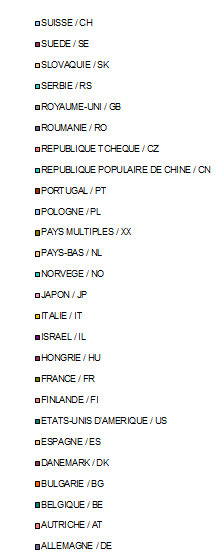 SUISSE / CH
SUEDE / SE
SLOVAQUIE / SK
SERBIE / RS
ROYAUME-UNI / GB
ROUMANIE / RO
REPUBLIQUE TCHEQUE / CZ
REPUBLIQUE POPULAIRE DE CHINE / CN
PORTUGAL / PT
POLOGNE / PL
PAYS MULTIPLES / XX
PAYS-BAS / NL
NORVEGE / NO
JAPON / JP
ITALIE / IT
ISRAEL / IL
HONGRIE / HU
FRANCE / FR
FINLANDE / FI
ETATS-UNIS D'AMERIQUE / US
ESPAGNE / ES
DANEMARK / DK
BULGARIE / BG
BELGIQUE / BE
AUTRICHE / AT
ALLEMAGNE / DE